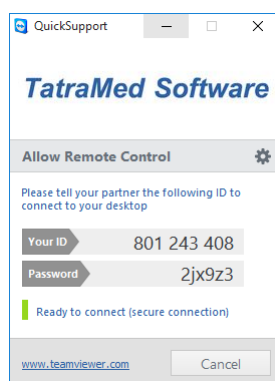 QuickSupport
TatraMed Software
Allow Remote Control
Please tell your partner the following ID to
connect to your desktop
Your ID 801 243 408
Password 2jx9z3
Ready to connect (secure connection)
www.teamviewer.com Cancel